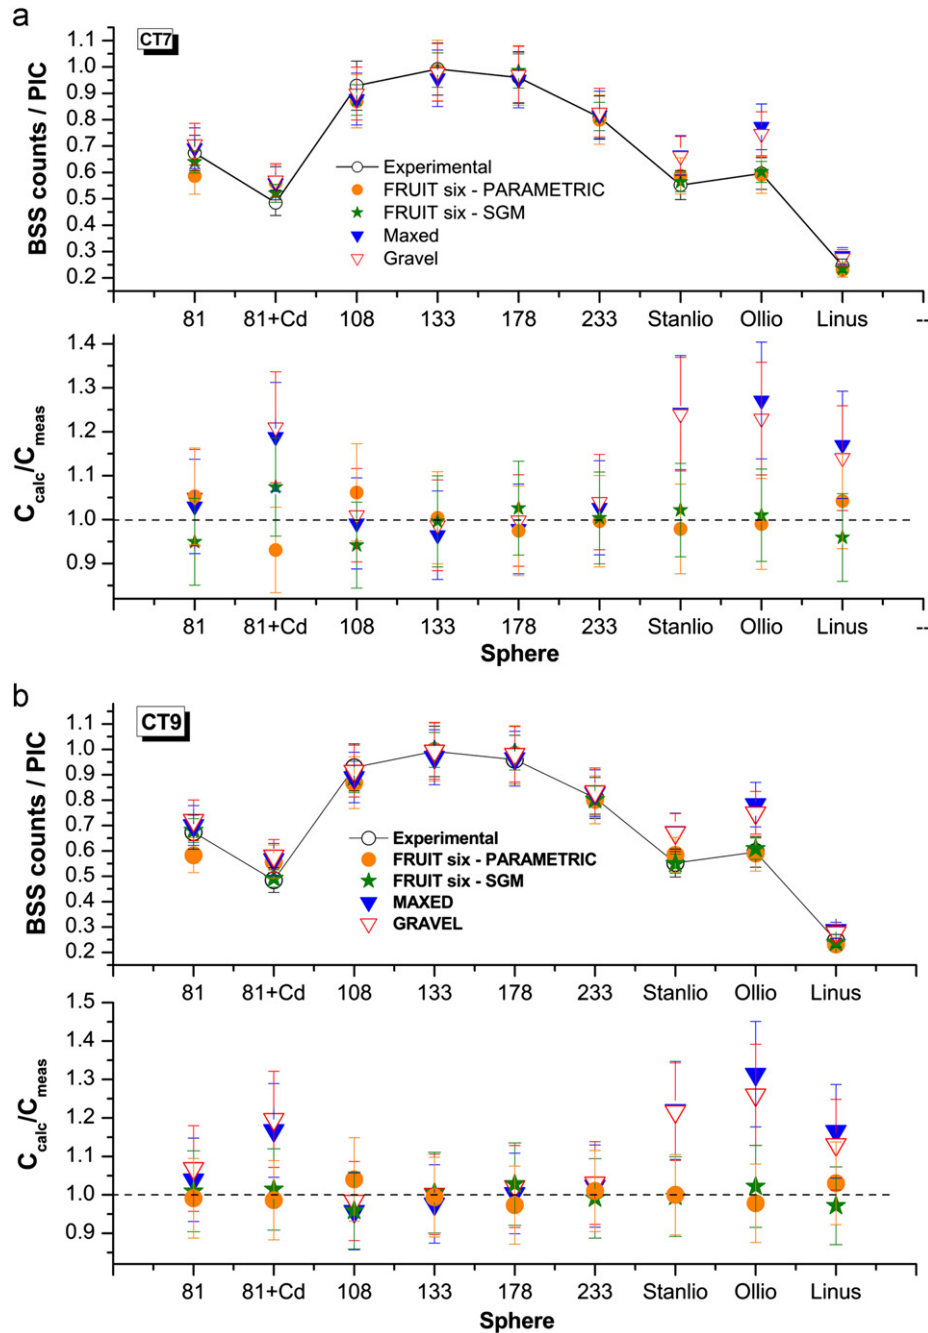 a
CT7
BSS counts / PIC
1.1
1.0
0.9
0.8
0.7
0.6
0.5
0.4
0.3
0.2
Experimental
FRUIT six - PARAMETRIC
FRUIT six - SGM
Maxed
Gravel
81 81+Cd 108 133 178 233 Stanlio Ollio Linus --
Ccalc/Cmeas
1.4
1.3
1.2
1.1
1.0
0.9
81 81+Cd 108 133 178 233 Stanlio Ollio Linus --
Sphere
b
CT9
BSS counts / PIC
1.1
1.0
0.9
0.8
0.7
0.6
0.5
0.4
0.3
0.2
Experimental
FRUIT six - PARAMETRIC
FRUIT six - SGM
MAXED
GRAVEL
81 81+Cd 108 133 178 233 Stanlio Ollio Linus
Ccalc/Cmeas
1.5
1.4
1.3
1.2
1.1
1.0
0.9
81 81+Cd 108 133 178 233 Stanlio Ollio Linus
Sphere